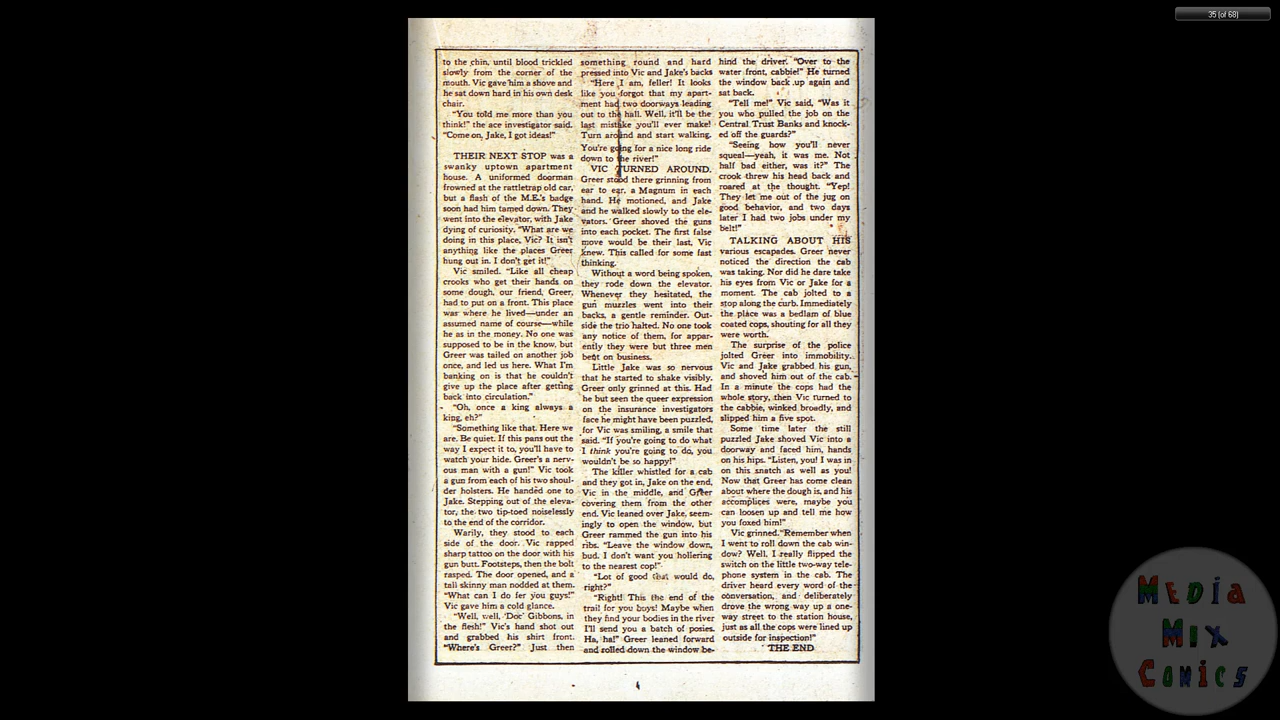 35 (of 68)
to the chin, until blood trickled
slowly from the corner of the
mouth. Vic gave him a shove and
he sat down hard in his own desk
chair.
"You told me more than you
think!" the ace investigator said.
"Come on, Jake, I got ideas!"
THEIR NEXT STOP was a
swanky uptown apartment
house. A uniformed doorman
frowned at the rattletrap old car,
but a flash of the M.E.'s badge
soon had him tamed down. They
went into the elevator, with Jake
dying of curiosity. "What are we
doing in this place, Vic? It isn't
anything like the places Greer
hung out in. I don't get it!"
Vic smiled. "Like all cheap
crooks who get their hands on
some dough, our friend, Greer,
had to put on a front. This place
was where he lived—under an
assumed name of course—while
he as in the money. No one was
supposed to be in the know, but
Greer was tailed on another job
once, and led us here. What I'm
banking on is that he couldn't
give up the place after getting
back into circulation."
"Oh, once a king always a
king, eh?"
"Something like that. Here we
are. Be quiet. If this pans out the
way I expect it to, you'll have to
watch your hide. Greer's a nerv-
ous man with a gun!" Vic took
a gun from each of his two shoul-
der holsters. He handed one to
Jake. Stepping out of the eleva-
tor, the two tip-toed noiselessly
to the end of the corridor.
Warily, they stood to each
side of the door. Vic rapped
sharp tattoo on the door with his
gun butt. Footsteps, then the bolt
rasped. The door opened, and a
tall skinny man nodded at them.
"What can I do fer you guys!"
Vic gave him a cold glance.
"Well, well, 'Doc' Gibbons, in
the flesh!" Vic's hand shot out
and grabbed his shirt front.
"Where's Greer?" Just then
something round and hard
pressed into Vic and Jake's backs
"Here I am, feller! It looks
like you forgot that my apart-
ment had two doorways leading
out to the hall. Well, it'll be the
last mistake you'll ever make!
Turn around and start walking.
You're going for a nice long ride
down to the river!"
VIC TURNED AROUND.
Greer stood there grinning from
ear to ear, a Magnum in each
hand. He motioned, and Jake
and he walked slowly to the ele-
vators. Greer shoved the guns
into each pocket. The first false
move would be their last, Vic
knew. This called for some fast
thinking.
Without a word being spoken,
they rode down the elevator.
Whenever they hesitated, the
gun muzzles went into their
backs, a gentle reminder. Out-
side the trio halted. No one took
any notice of them, for appar-
ently they were but three men
bent on business.
Little Jake was so nervous
that he started to shake visibly.
Greer only grinned at this. Had
he but seen the queer expression
on the insurance investigators
face he might have been puzzled,
for Vic was smiling, a smile that
said. "If you're going to do what
I think you're going to do, you
wouldn't be so happy!"
The killer whistled for a cab
and they got in, Jake on the end,
Vic in the middle, and Greer
covering them from the other
end. Vic leaned over Jake, seem-
ingly to open the window, but
Greer rammed the gun into his
ribs. "Leave the window down,
bud. I don't want you hollering
to the nearest cop!"
"Lot of good that would do,
right?"
"Right! This the end of the
trail for you boys! Maybe when
they find your bodies in the river
I'll send you a batch of posies.
Ha, ha!" Greer leaned forward
and rolled down the window be-
hind the driver. "Over to the
water front, cabbie!" He turned
the window back up again and
sat back.
"Tell me!" Vic said, "Was it
you who pulled the job on the
Central Trust Banks and knock-
ed off the guards?"
"Seeing how you'll never
squeal—yeah, it was me. Not
half bad either, was it?" The
crook threw his head back and
roared at the thought. "Yep!
They let me out of the jug on
good behavior, and two days
later I had two jobs under my
belt!"
TALKING ABOUT HIS
various escapades. Greer never
noticed the direction the cab
was taking. Nor did he dare take
his eyes from Vic or Jake for a
moment. The cab jolted to a
stop along the curb. Immediately
the place was a bedlam of blue
coated cops, shouting for all they
were worth.
The surprise of the police
jolted Greer into immobility.
Vic and Jake grabbed his gun,
and shoved him out of the cab.
In a minute the cops had the
whole story, then Vic turned to
the cabbie, winked broadly, and
slipped him a five spot.
Some time later the still
puzzled Jake shoved Vic into a
doorway and faced him, hands
on his hips. "Listen, you! I was in
on this snatch as well as you!
Now that Greer has come clean
about where the dough is, and his
accomplices were, maybe you
can loosen up and tell me how
you foxed him!"
Vic grinned. "Remember when
I went to roll down the cab win-
dow? Well, I really flipped the
switch on the little two-way tele-
phone system in the cab. The
driver heard every word of the
conversation, and deliberately
drove the wrong way up a one-
way street to the station house,
just as all the cops were lined up
outside for inspection!"
THE END
MEDia
Mix
Comics